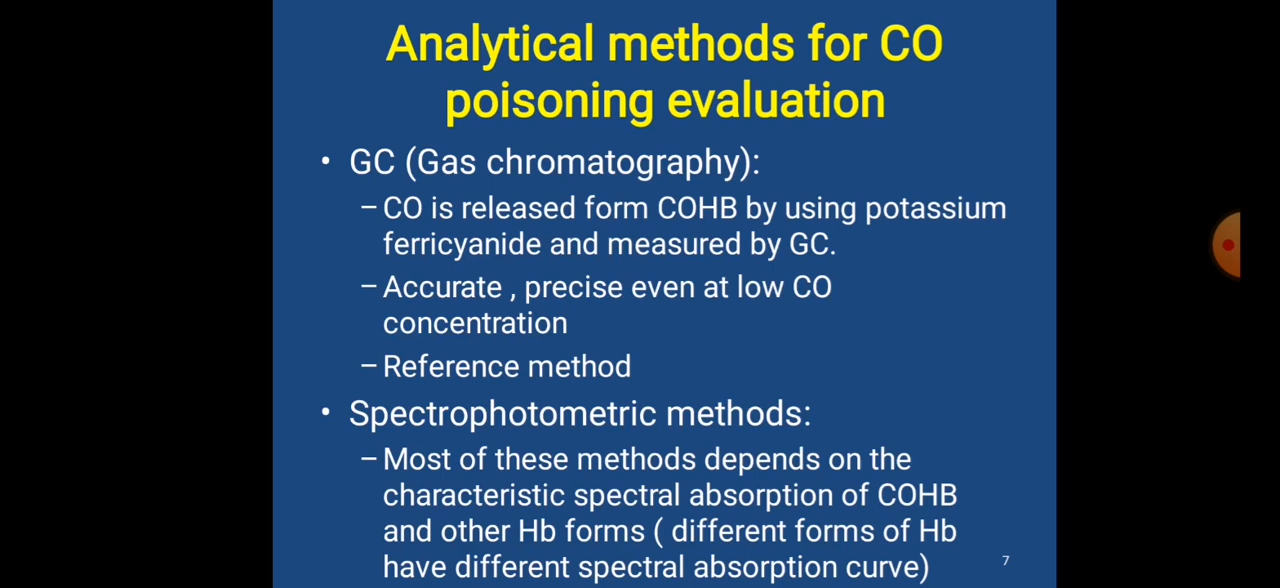 Analytical methods for CO
poisoning evaluation
• GC (Gas chromatography):
– CO is released form COHB by using potassium
ferricyanide and measured by GC.
– Accurate , precise even at low CO
concentration
– Reference method
• Spectrophotometric methods:
– Most of these methods depends on the
characteristic spectral absorption of COHB
and other Hb forms ( different forms of Hb
have different spectral absorption curve)
7